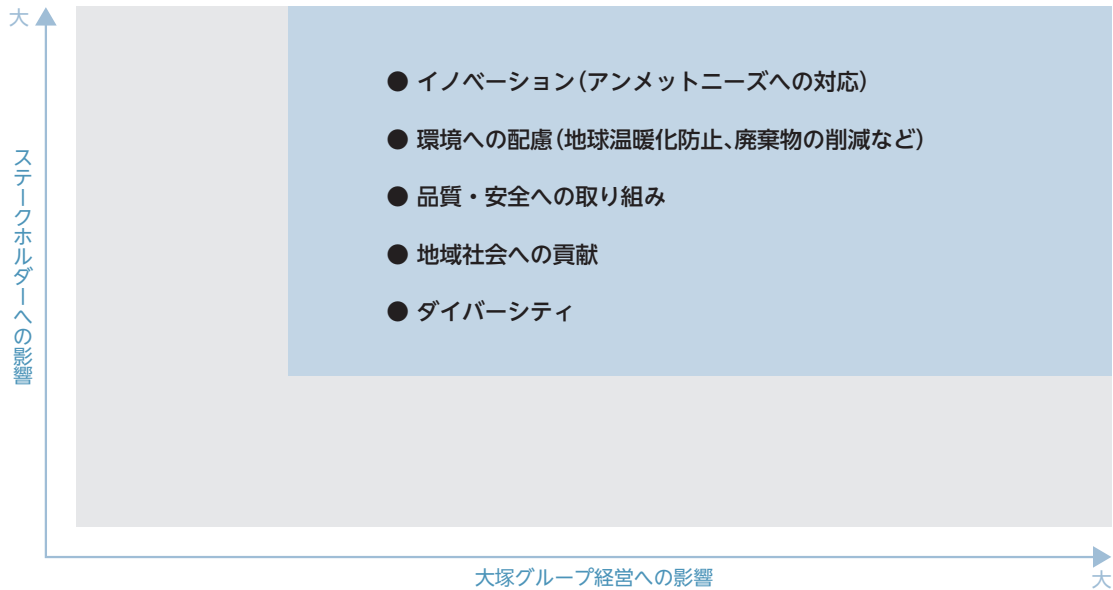 大
ステークホルダーへの影響
● イノベーション(アンメットニーズへの対応)
● 環境への配慮(地球温暖化防止、廃棄物の削減など)
● 品質・安全への取り組み
● 地域社会への貢献
● ダイバーシティ
大塚グループ経営への影響
大